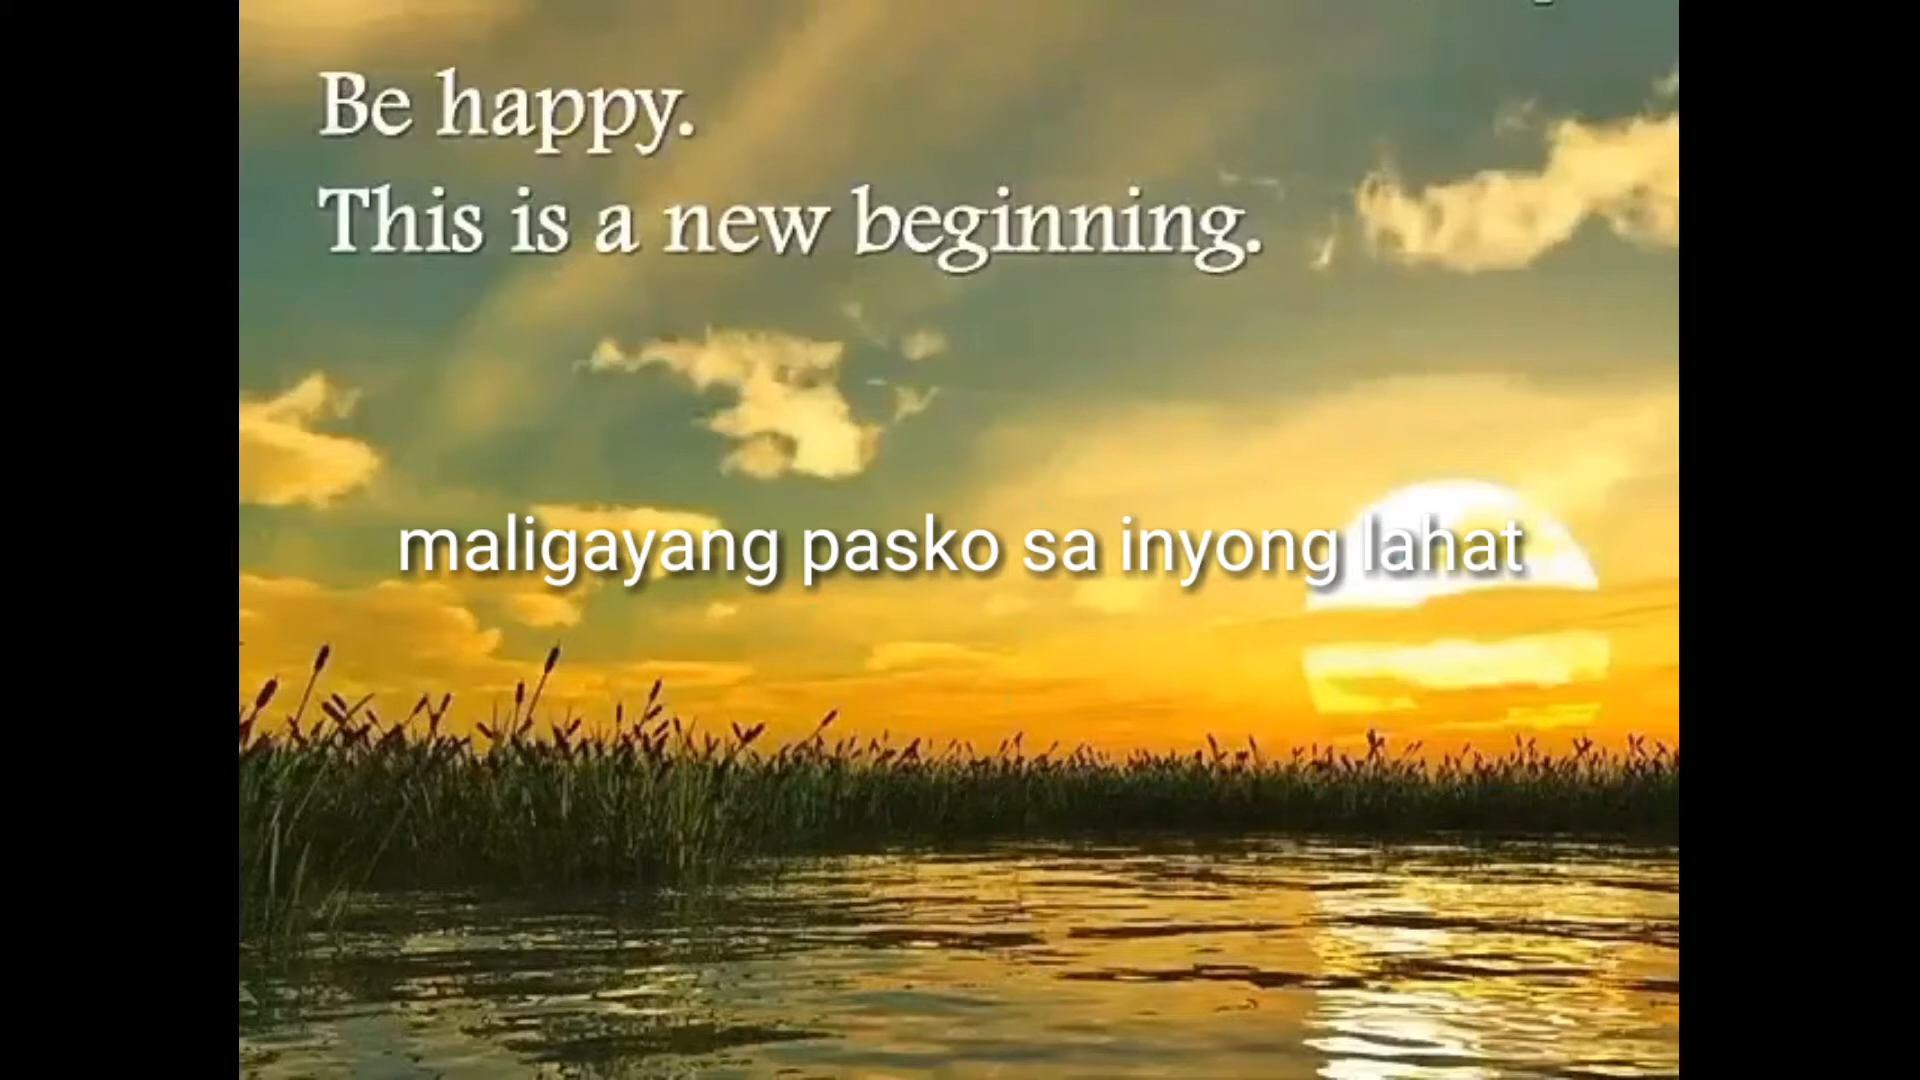 Be happy.
This is a new beginning.
maligayang pasko sa inyong lahat